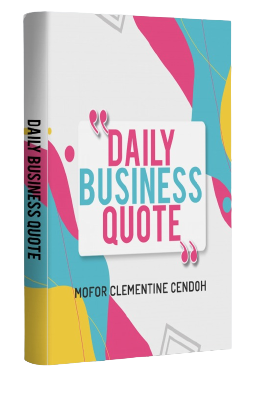 DAILY BUSINESS QUOTE
"DAILY
BUSINESS
QUOTE"
MOFOR CLEMENTINE CENDOH